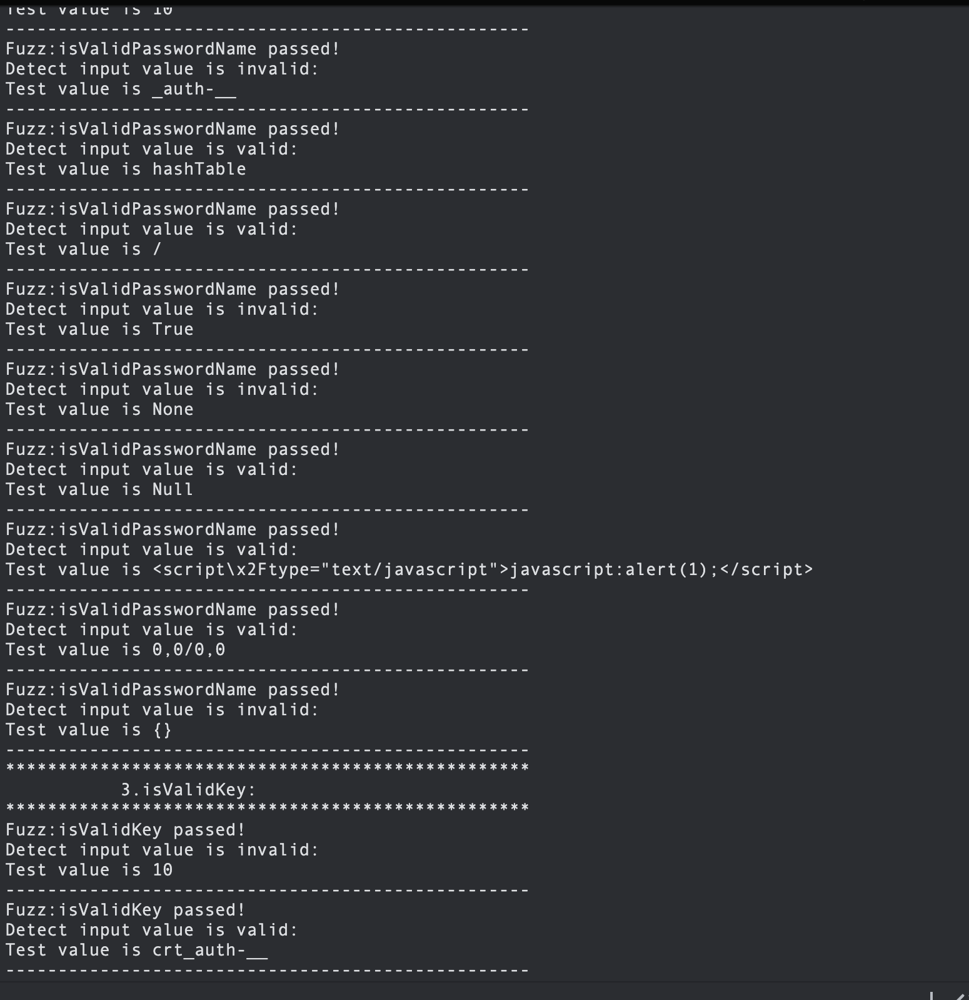 Test value is 10
--------------------------------------------------
Fuzz:isValidPasswordName passed!
Detect input value is invalid:
Test value is _auth-__
--------------------------------------------------
Fuzz:isValidPasswordName passed!
Detect input value is valid:
Test value is hashTable
--------------------------------------------------
Fuzz:isValidPasswordName passed!
Detect input value is valid:
Test value is /
--------------------------------------------------
Fuzz:isValidPasswordName passed!
Detect input value is invalid:
Test value is True
--------------------------------------------------
Fuzz:isValidPasswordName passed!
Detect input value is invalid:
Test value is None
--------------------------------------------------
Fuzz:isValidPasswordName passed!
Detect input value is valid:
Test value is Null
--------------------------------------------------
Fuzz:isValidPasswordName passed!
Detect input value is valid:
Test value is <script\x2Ftype="text/javascript">javascript:alert(1);</script>
--------------------------------------------------
Fuzz:isValidPasswordName passed!
Detect input value is valid:
Test value is 0,0/0,0
--------------------------------------------------
Fuzz:isValidPasswordName passed!
Detect input value is invalid:
Test value is {}
--------------------------------------------------
**************************************************
           3.isValidKey:
**************************************************
Fuzz:isValidKey passed!
Detect input value is invalid:
Test value is 10
--------------------------------------------------
Fuzz:isValidKey passed!
Detect input value is valid:
Test value is crt_auth-__
--------------------------------------------------